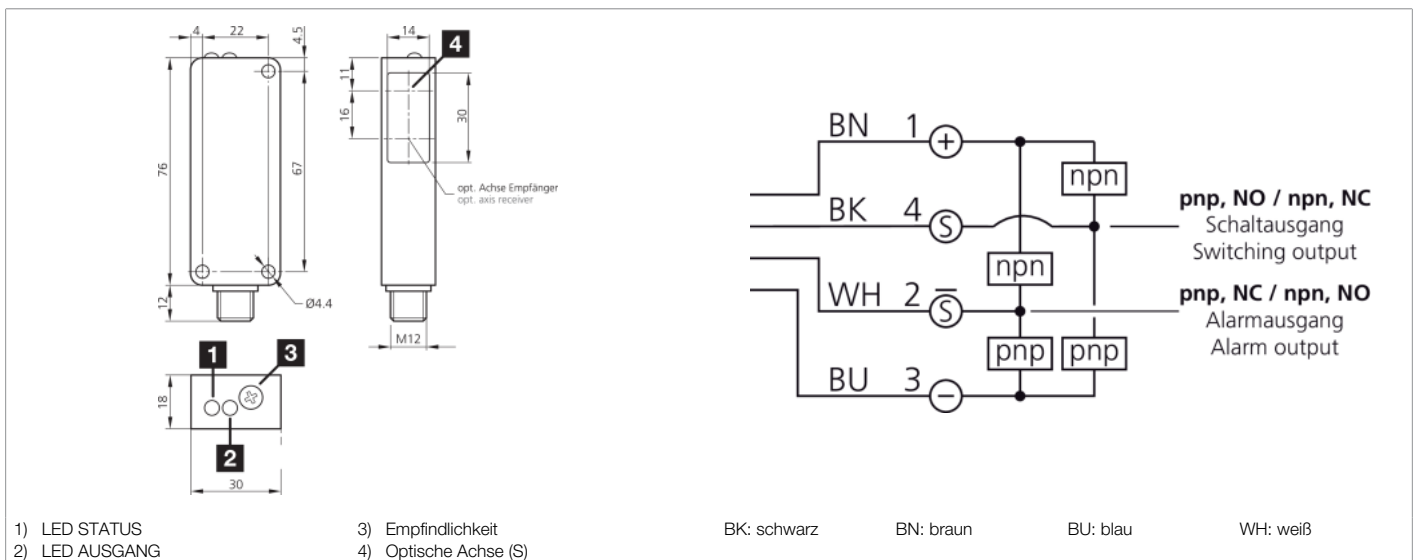 4 22
4.5
14
4
11
16
30
76
67
opt. Achse Empfänger
opt. axis receiver
12
Ø4.4
M12
1
3
18
2
30
BN 1 +
npn
pnp, NO / npn, NC
BK 4 S
Schaltausgang
Switching output
npn
pnp, NC / npn, NO
WH 2 S̅
Alarmausgang
pnp pnp
Alarm output
BU 3 −
1) LED STATUS
2) LED AUSGANG
3) Empfindlichkeit
4) Optische Achse (S)
BK: schwarz BN: braun BU: blau WH: weiß